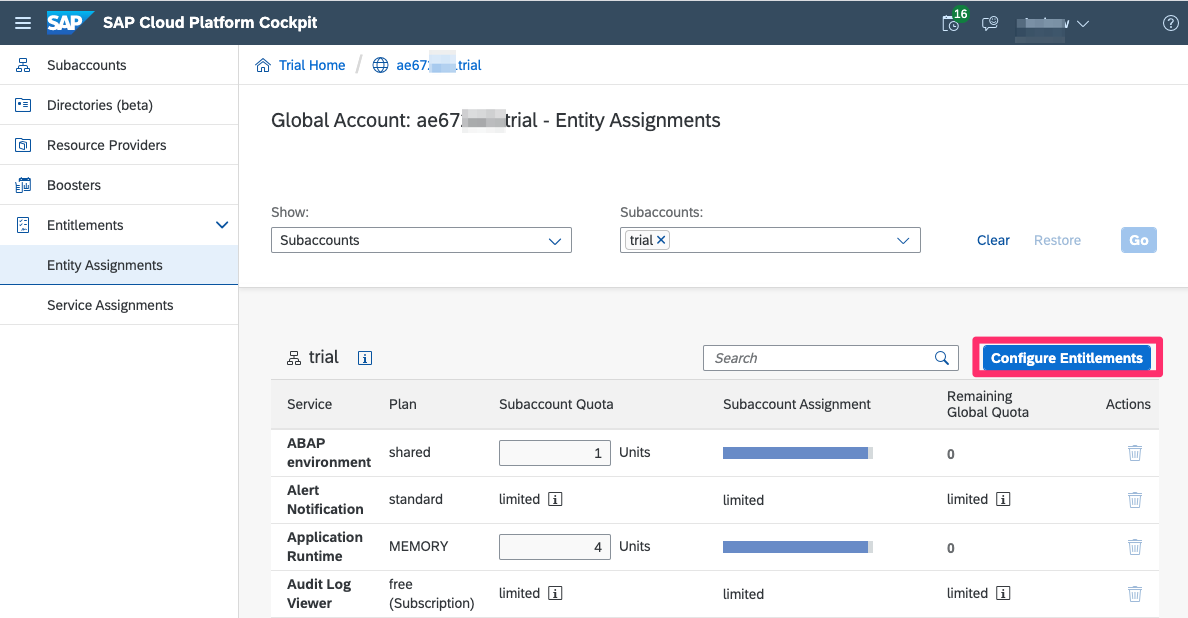 SAP SAP Cloud Platform Cockpit
16
Subaccounts
Directories (beta)
Resource Providers
Boosters
Entitlements
Entity Assignments
Service Assignments
Trial Home / ae67 .trial
Global Account: ae67 trial - Entity Assignments
Show:
Subaccounts
Subaccounts:
trial
Clear
Restore
Go
trial
Search
Configure Entitlements
Service Plan Subaccount Quota Subaccount Assignment Remaining Global Quota Actions
ABAP environment shared 1 Units 0
Alert Notification standard limited limited limited
Application Runtime MEMORY 4 Units 0
Audit Log Viewer free (Subscription) limited limited limited